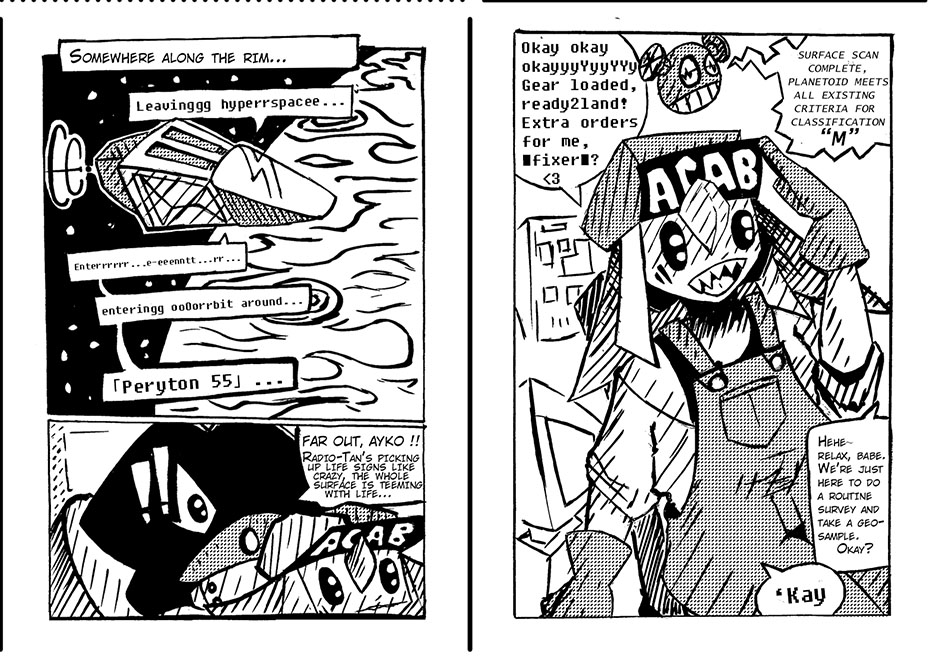 SOMEWHERE ALONG THE RIM...
Leavinggg hyperrspacee...
Enterrrrrr...e-eeenntt...rr...
enteringg ooOorrbit around...
「Peryton 55」 ...
FAR OUT, AYKO !!
RADIO-TAN'S PICKING
UP LIFE SIGNS LIKE
CRAZY, THE WHOLE
SURFACE IS TEEMING
WITH LIFE...
ACAB
Okay okay
okayyyYyyYYy
Gear loaded,
ready2land!
Extra orders
for me,
▮fixer▮?
<3
SURFACE SCAN
COMPLETE,
PLANETOID MEETS
ALL EXISTING
CRITERIA FOR
CLASSIFICATION
“M”
ACAB
HEHE~
RELAX, BABE.
WE'RE JUST
HERE TO DO
A ROUTINE
SURVEY AND
TAKE A GEO-
SAMPLE.
OKAY?
‘Kay